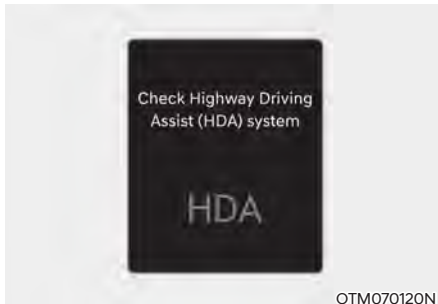 Check Highway Driving
Assist (HDA) system
HDA
OTM070120N